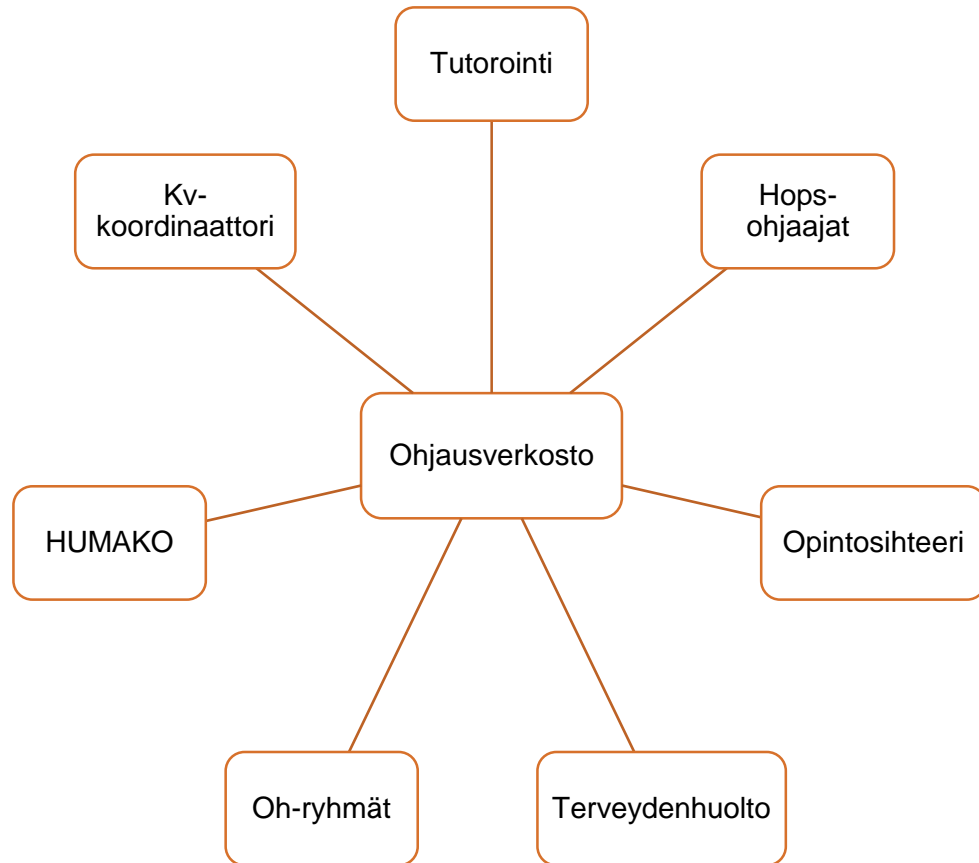 Tutorointi
Kv-
koordinaattori
Hops-
ohjaajat
Ohjausverkosto
HUMAKO
Opintosihteeri
Oh-ryhmät
Terveydenhuolto